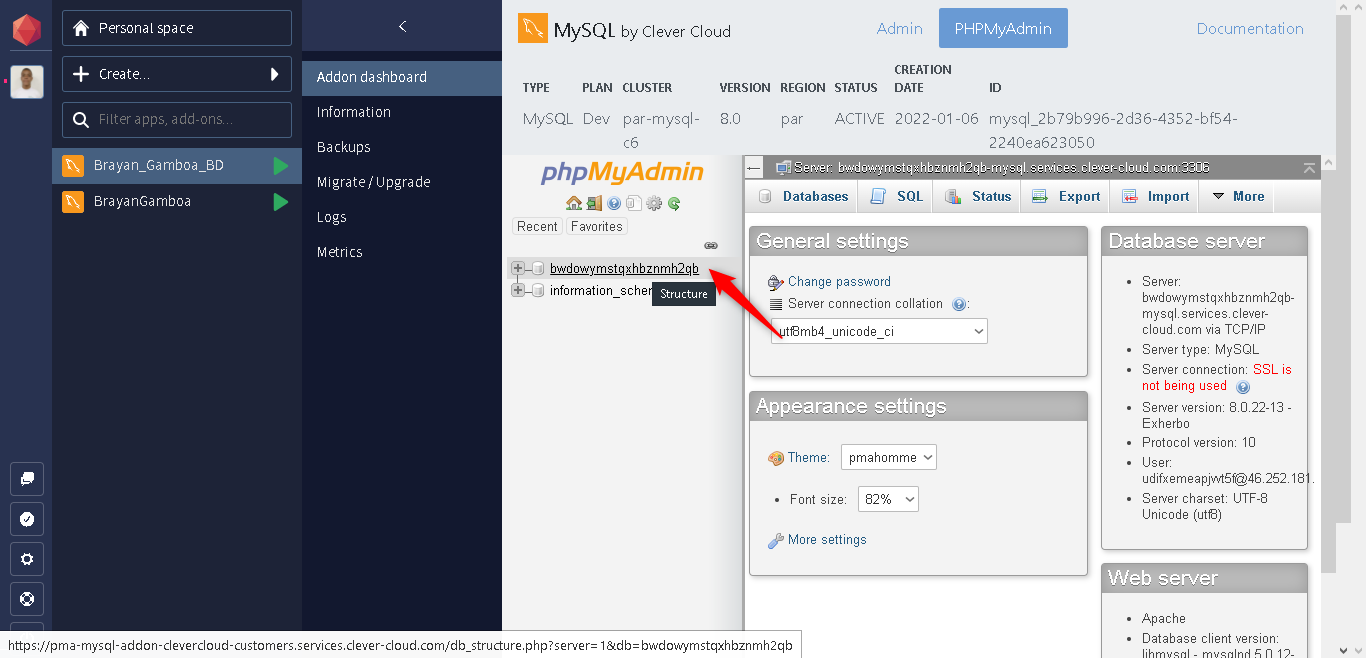 Personal space
Create...
Filter apps, add-ons...
Brayan_Gamboa_BD
BrayanGamboa
Addon dashboard
Information
Backups
Migrate / Upgrade
Logs
Metrics
MySQL by Clever Cloud
Admin
PHPMyAdmin
Documentation
TYPE PLAN CLUSTER VERSION REGION STATUS CREATION DATE ID
MySQL Dev par-mysql-c6 8.0 par ACTIVE 2022-01-06 mysql_2b79b996-2d36-4352-bf54-
2240ea623050
phpMyAdmin
Recent Favorites
bwdowymstqxhbznmh2qb
information_scher
Structure
Server: bwdowymstqxhbznmh2qb-mysql.services.clever-cloud.com:3306
Databases SQL Status Export Import More
General settings
Change password
Server connection collation :
utf8mb4_unicode_ci
Appearance settings
Theme: pmahomme
Font size: 82%
More settings
Database server
Server:
bwdowymstqxhbznmh2qb-
mysql.services.clever-
cloud.com via TCP/IP
Server type: MySQL
Server connection: SSL is
not being used
Server version: 8.0.22-13 -
Exherbo
Protocol version: 10
User:
udifxemeapjwt5f@46.252.181.
Server charset: UTF-8
Unicode (utf8)
Web server
Apache
Database client version:
libmysql - mysqlnd 5.0.12-
https://pma-mysql-addon-clevercloud-customers.services.clever-cloud.com/db_structure.php?server=1&db=bwdowymstqxhbznmh2qb